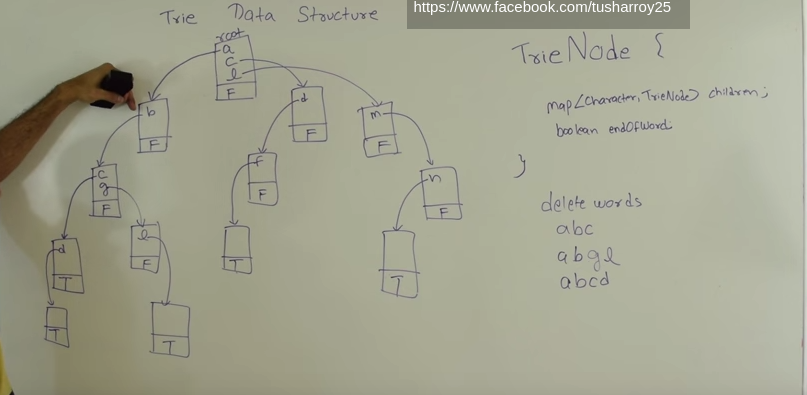 https://www.facebook.com/tusharroy25
Trie Data Structure
root
a
c
l
F
b
F
d
F
m
F
c
g
F
f
F
n
F
d
T
l
F
T
T
T
T
TrieNode {
map<Character, TrieNode> children;
boolean endOfWord;
}
delete words
abc
abgl
abcd